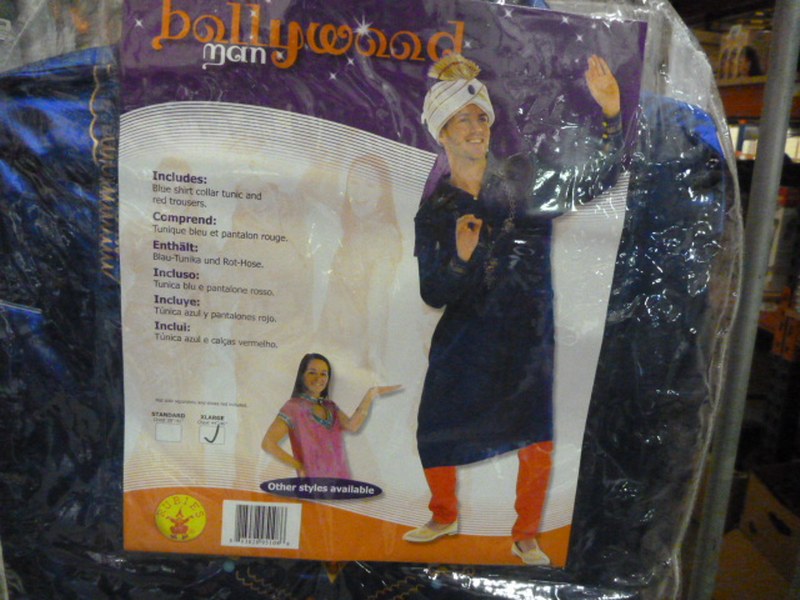 bollywood
man
Includes:
Blue shirt collar tunic and
red trousers.
Comprend:
Tunique bleu et pantalon rouge.
Enthält:
Blau-Tunika und Rot-Hose.
Incluso:
Tunica blu e pantalone rosso.
Incluye:
Túnica azul y pantalones rojo.
Inclui:
Túnica azul e calças vermelho.
STANDARD
XLARGE
Other styles available
RUBIE'S